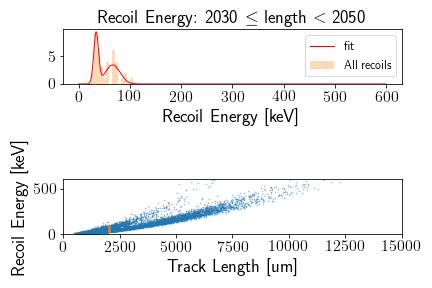 Recoil Energy: 2030 ≤ length < 2050
5
0
fit
All recoils
0 100 200 300 400 500 600
Recoil Energy [keV]
Recoil Energy [keV]
500
0
0 2500 5000 7500 10000 12500 15000
Track Length [um]